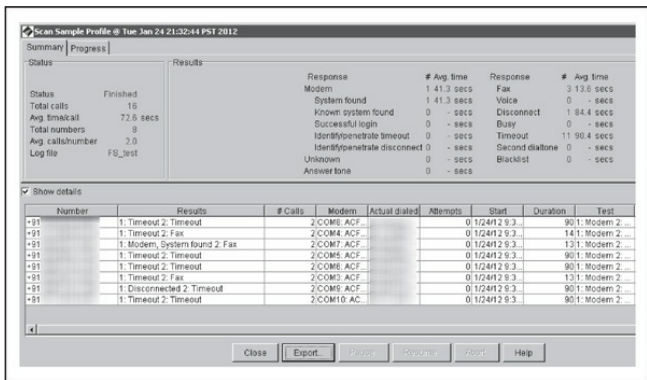 Scan Sample Profile @ Tue Jan 24 21:32:44 PST 2012
Summary Progress
Status
Status Finished
Total calls 16
Avg. time/call 72.6 secs
Total numbers 8
Avg. calls/number 2.0
Log file FS_test
Results
Response # Avg. time
Modem 1 41.3 secs
System found 1 41.3 secs
Known system found 0 - secs
Successful login 0 - secs
Identify/penetrate timeout 0 - secs
Identify/penetrate disconnect 0 - secs
Unknown 0 - secs
Answer tone 0 - secs
Response # Avg. time
Fax 3 13.6 secs
Voice 0 - secs
Disconnect 1 84.4 secs
Busy 0 - secs
Timeout 11 90.4 secs
Second dialtone 0 - secs
Blacklist 0 - secs
Show details
Number Results # Calls Modem Actual dialed Attempts Start Duration Test
+91 1: Timeout 2: Timeout 2 COM8: ACF... 0 1/24/12 9:3... 90 1: Modem 2: ...
+91 1: Timeout 2: Fax 2 COM4: ACF... 0 1/24/12 9:3... 14 1: Modem 2: ...
+91 1: Modem, System found 2: Fax 2 COM7: ACF... 0 1/24/12 9:3... 13 1: Modem 2: ...
+91 1: Timeout 2: Timeout 2 COM5: ACF... 0 1/24/12 9:3... 90 1: Modem 2: ...
+91 1: Timeout 2: Timeout 2 COM6: ACF... 0 1/24/12 9:3... 90 1: Modem 2: ...
+91 1: Timeout 2: Fax 2 COM3: ACF... 0 1/24/12 9:3... 13 1: Modem 2: ...
+91 1: Disconnected 2: Timeout 2 COM9: ACF... 0 1/24/12 9:3... 90 1: Modem 2: ...
+91 1: Timeout 2: Timeout 2 COM10: AC... 0 1/24/12 9:3... 90 1: Modem 2: ...
Close Export... Pause Resume Abort Help